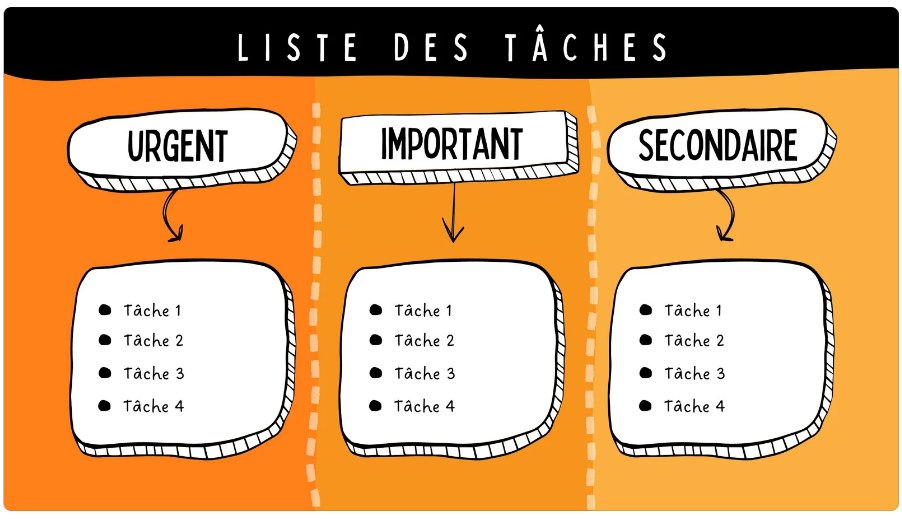 LISTE DES TÂCHES
URGENT
Tâche 1
Tâche 2
Tâche 3
Tâche 4
IMPORTANT
Tâche 1
Tâche 2
Tâche 3
Tâche 4
SECONDAIRE
Tâche 1
Tâche 2
Tâche 3
Tâche 4